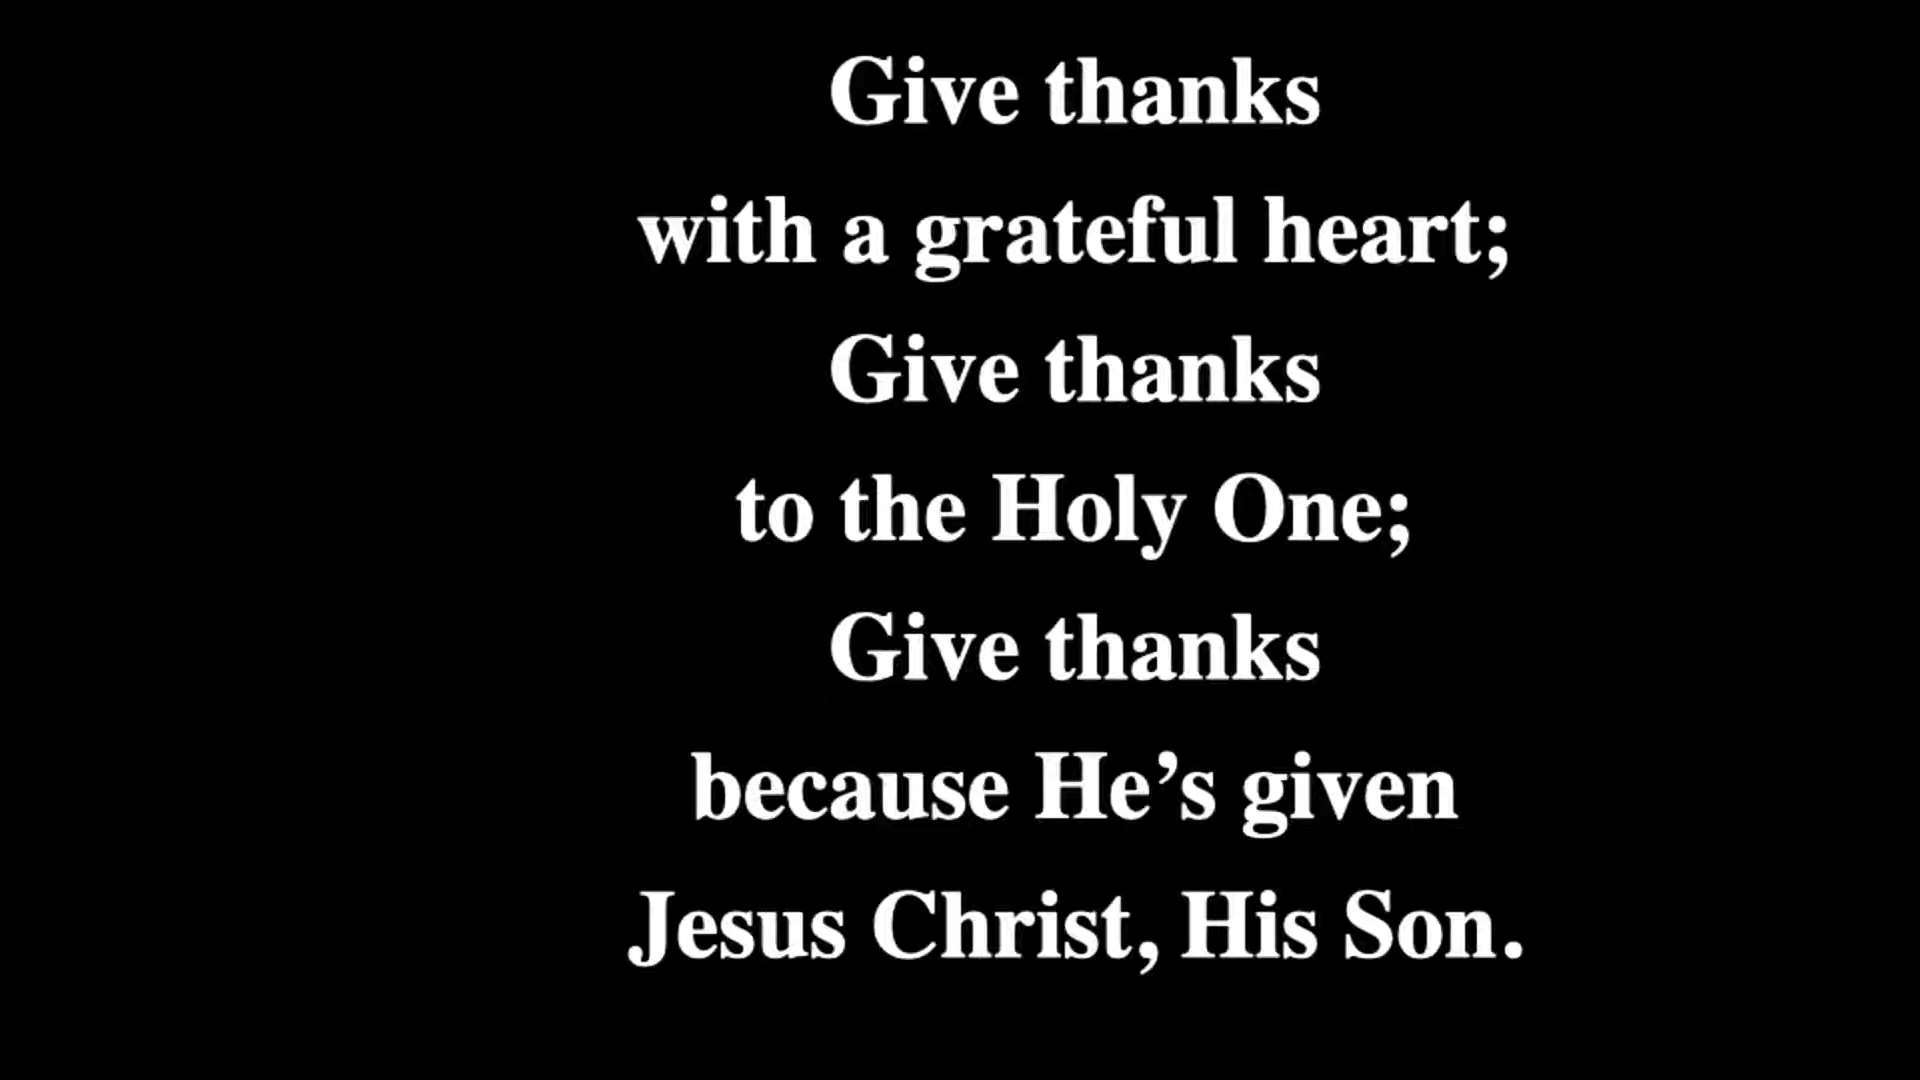 Give thanks
with a grateful heart;
Give thanks
to the Holy One;
Give thanks
because He’s given
Jesus Christ, His Son.